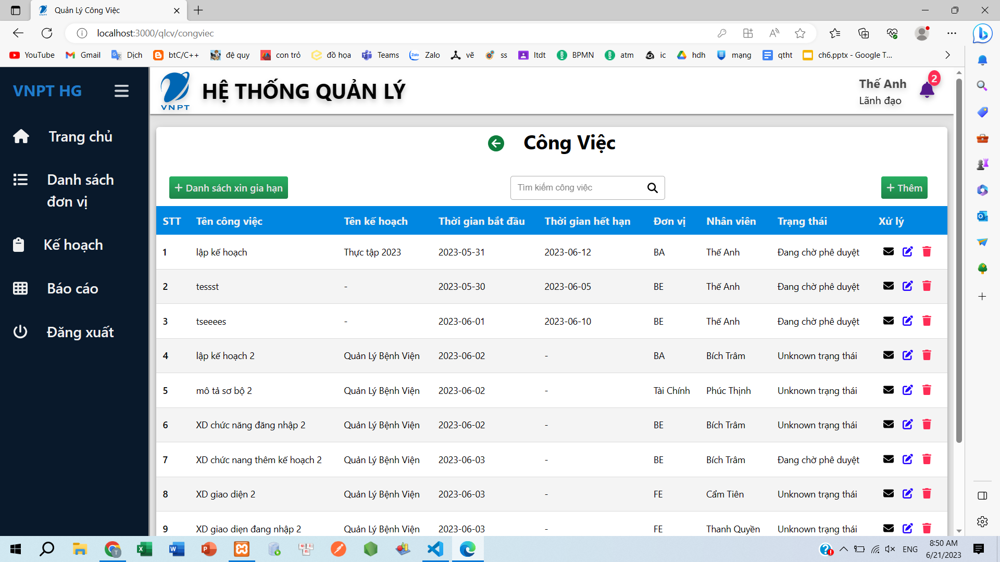 Quản Lý Công Việc
localhost:3000/qlcv/congviec
YouTube Gmail Dịch btC/C++ đệ quy con trỏ đồ họa Teams Zalo vẽ ss ltdt BPMN atm ic hdh mạng qtht ch6.pptx - Google T...
VNPT HG
VNPT
HỆ THỐNG QUẢN LÝ
Thế Anh
Lãnh đạo
2
Trang chủ
Danh sách
đơn vị
Kế hoạch
Báo cáo
Đăng xuất
Công Việc
+ Danh sách xin gia hạn
Tìm kiếm công việc
+ Thêm
STT Tên công việc Tên kế hoạch Thời gian bắt đầu Thời gian hết hạn Đơn vị Nhân viên Trạng thái Xử lý
1 lập kế hoạch Thực tập 2023 2023-05-31 2023-06-12 BA Thế Anh Đang chờ phê duyệt
2 tessst - 2023-05-30 2023-06-05 BE Thế Anh Đang chờ phê duyệt
3 tseeees - 2023-06-01 2023-06-10 BE Thế Anh Đang chờ phê duyệt
4 lập kế hoạch 2 Quản Lý Bệnh Viện 2023-06-02 - BA Bích Trâm Unknown trạng thái
5 mô tả sơ bộ 2 Quản Lý Bệnh Viện 2023-06-02 - Tài Chính Phúc Thịnh Unknown trạng thái
6 XD chức năng đăng nhập 2 Quản Lý Bệnh Viện 2023-06-02 - BE Bích Trâm Unknown trạng thái
7 XD chức nang thêm kế hoạch 2 Quản Lý Bệnh Viện 2023-06-03 - BE Bích Trâm Đang chờ phê duyệt
8 XD giao diện 2 Quản Lý Bệnh Viện 2023-06-03 - FE Cẩm Tiên Unknown trạng thái
9 XD giao diẹn đang nhập 2 Quản Lý Bệnh Viện 2023-06-03 - FE Thanh Quyền Unknown trạng thái
ENG
8:50 AM
6/21/2023